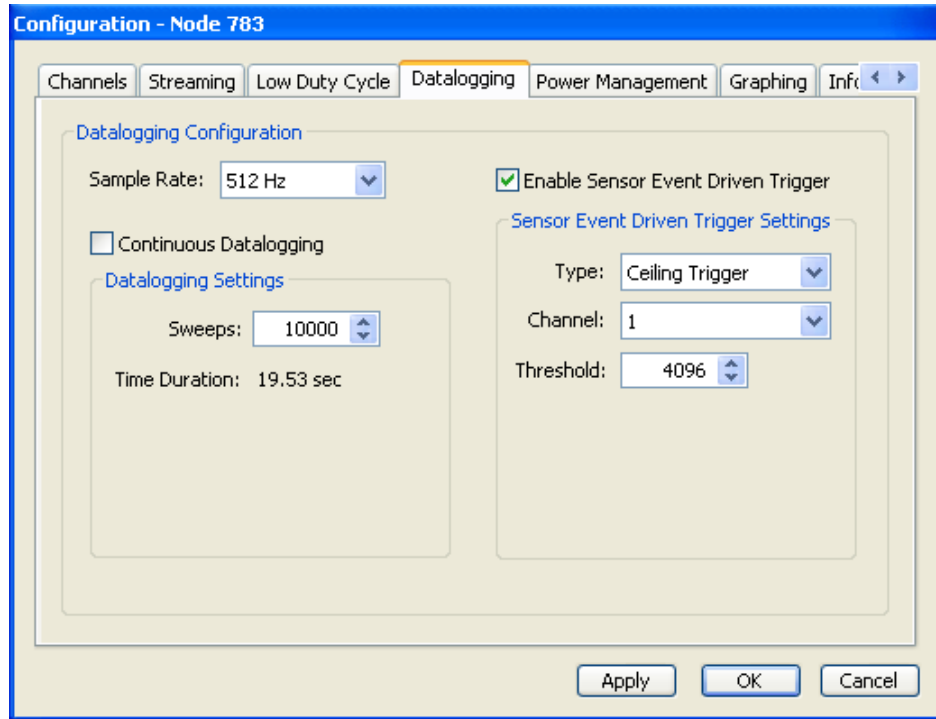 Configuration - Node 783
Channels Streaming Low Duty Cycle Datalogging Power Management Graphing
Datalogging Configuration
Sample Rate: 512 Hz
Enable Sensor Event Driven Trigger
Continuous Datalogging
Datalogging Settings
Sweeps: 10000
Time Duration: 19.53 sec
Sensor Event Driven Trigger Settings
Type: Ceiling Trigger
Channel: 1
Threshold: 4096
Apply OK Cancel